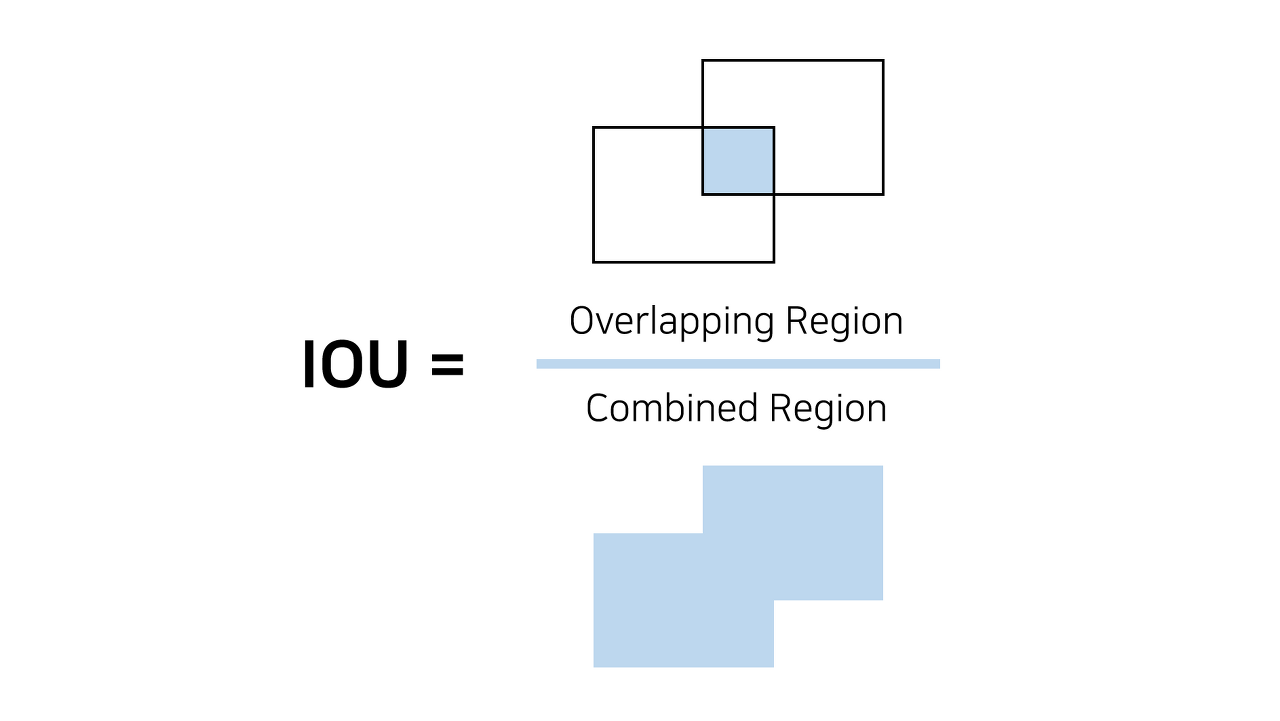 Overlapping Region
IOU =
Combined Region